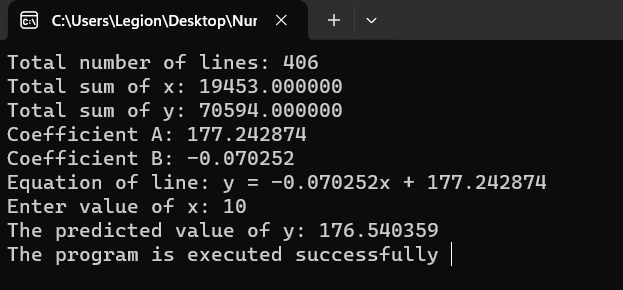 C:\Users\Legion\Desktop\Nur
Total number of lines: 406
Total sum of x: 19453.000000
Total sum of y: 70594.000000
Coefficient A: 177.242874
Coefficient B: -0.070252
Equation of line: y = -0.070252x + 177.242874
Enter value of x: 10
The predicted value of y: 176.540359
The program is executed successfully